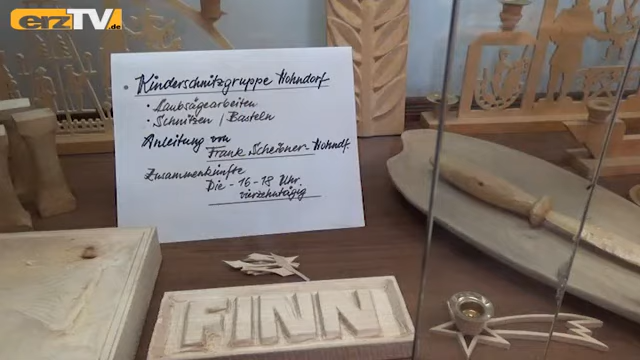 erzTV.de
Kinderschnitzgruppe Hohndorf
• Laubsägearbeiten
• Schnitzen / Basteln
Anleitung von
Frank Scheibner - Hohndf.
Zusammenkünfte
Die - 16 - 18 Uhr.
vierzehntägig
FINN